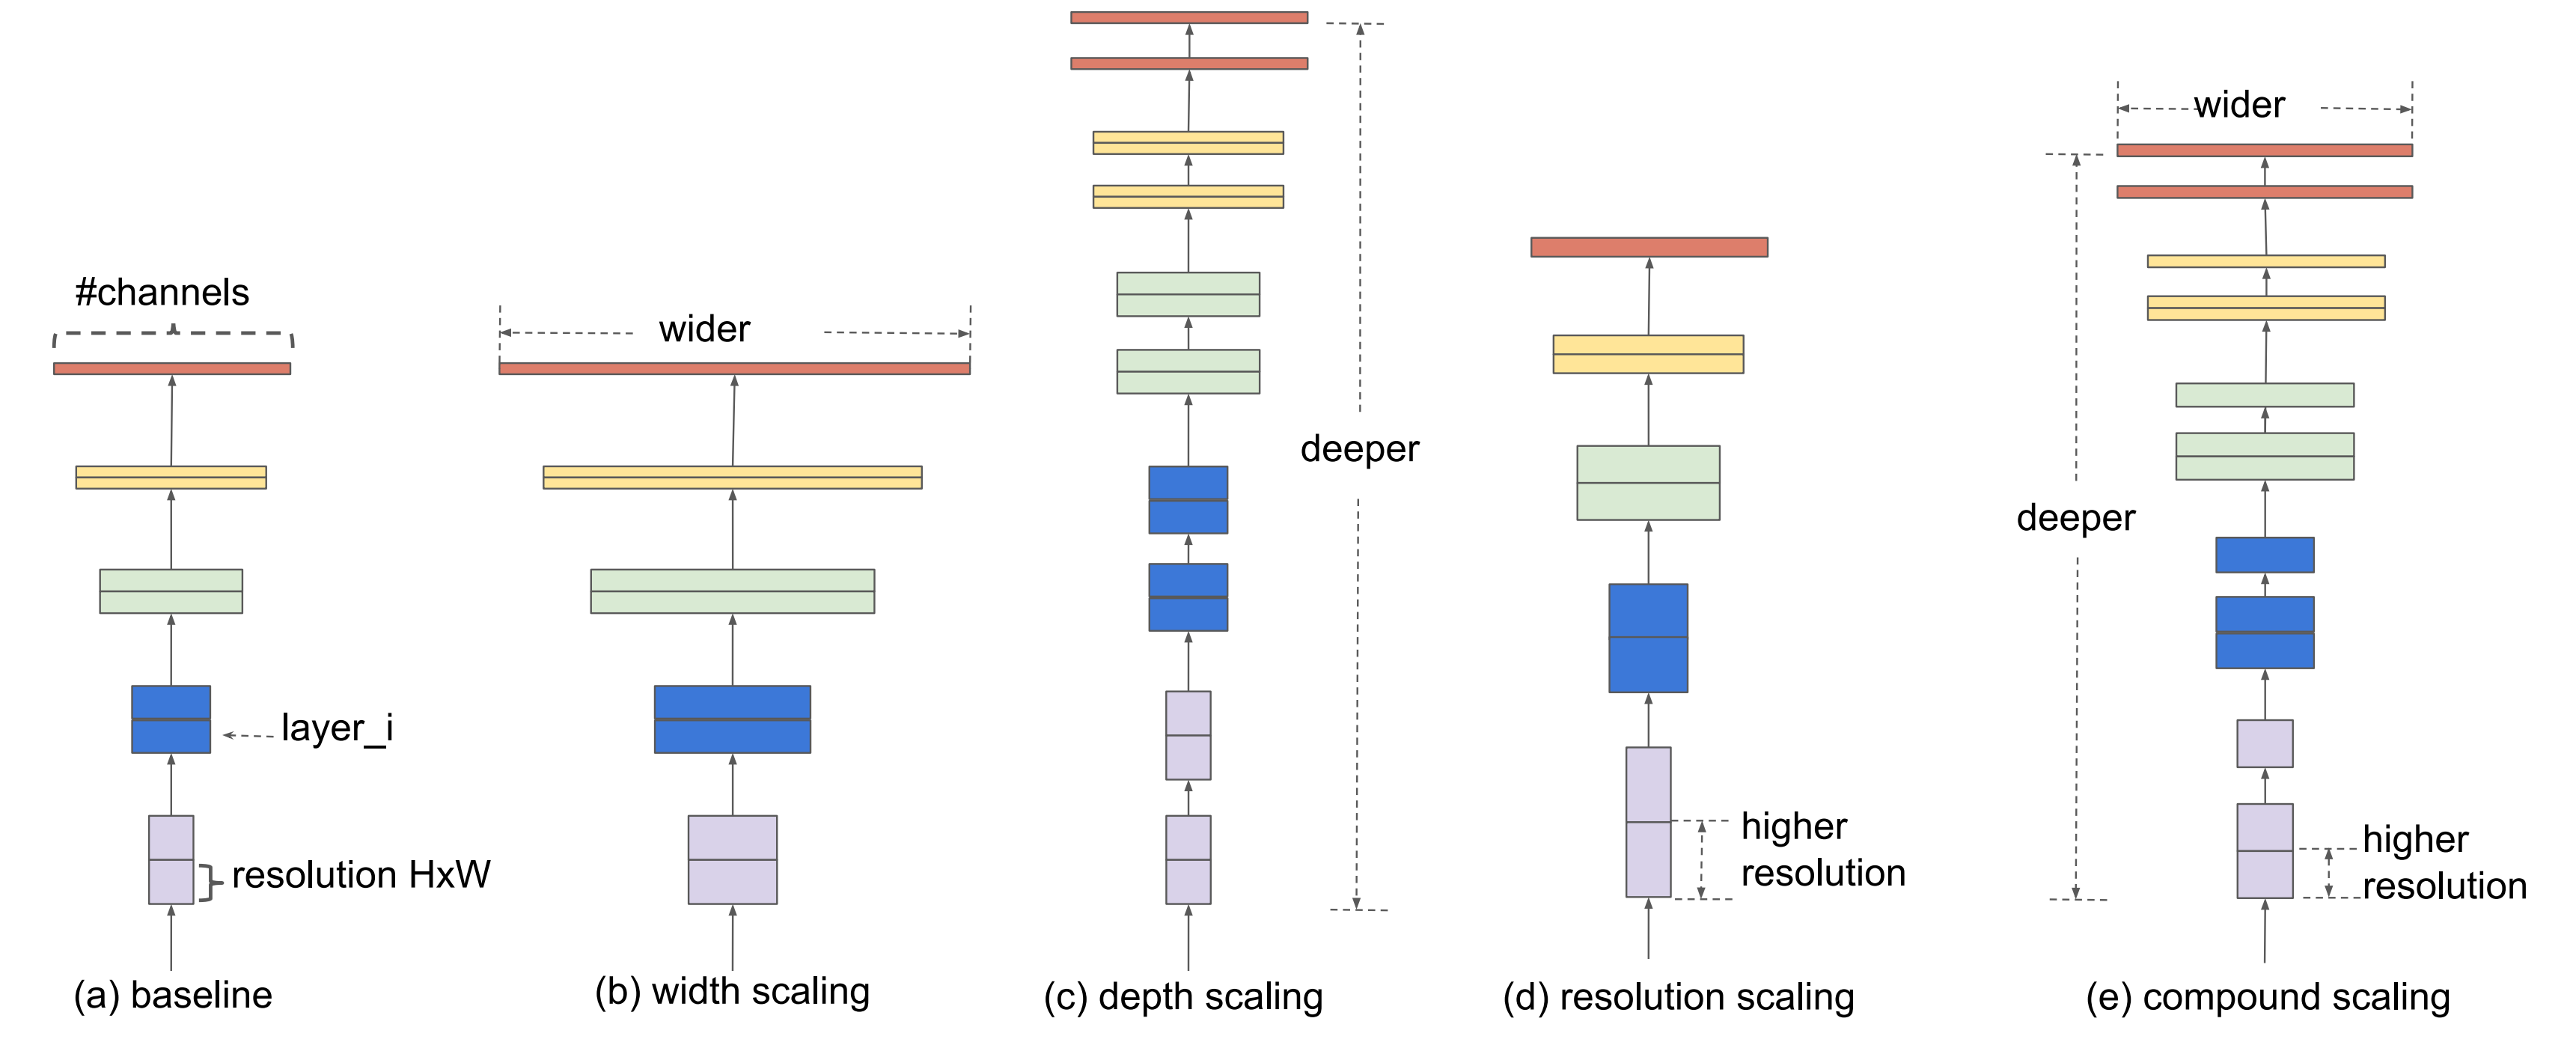 #channels
layer_i
resolution HxW
(a) baseline
wider
(b) width scaling
deeper
(c) depth scaling
higher
resolution
(d) resolution scaling
wider
deeper
higher
resolution
(e) compound scaling